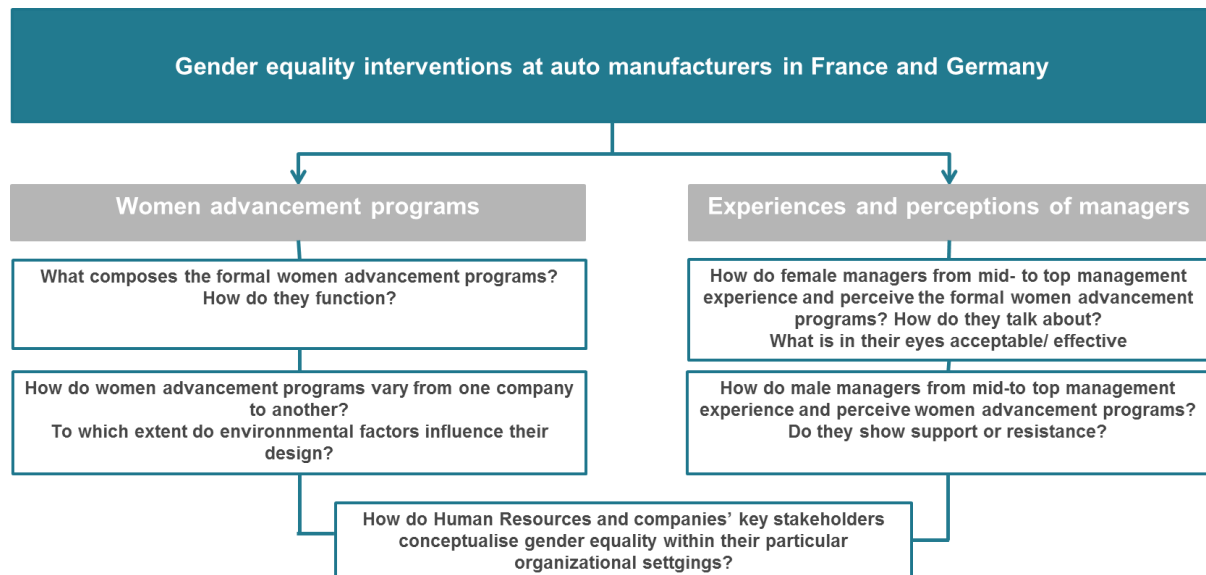 Gender equality interventions at auto manufacturers in France and Germany
Women advancement programs
What composes the formal women advancement programs?
How do they function?
How do women advancement programs vary from one company
to another?
To which extent do environnmental factors influence their
design?
Experiences and perceptions of managers
How do female managers from mid- to top management
experience and perceive the formal women advancement
programs? How do they talk about?
What is in their eyes acceptable/ effective
How do male managers from mid-to top management
experience and perceive women advancement programs?
Do they show support or resistance?
How do Human Resources and companies’ key stakeholders
conceptualise gender equality within their particular
organizational settgings?